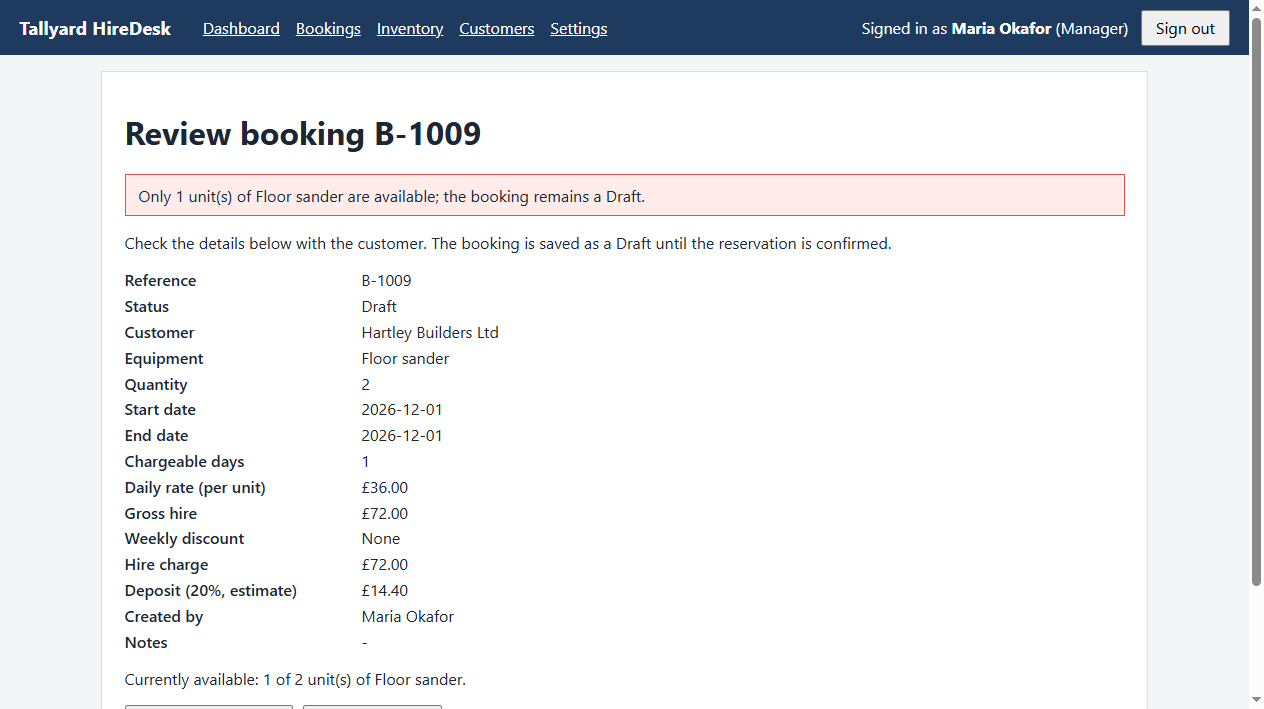 Tallyard HireDesk Dashboard Bookings Inventory Customers Settings Signed in as Maria Okafor (Manager) Sign out
Review booking B-1009
Only 1 unit(s) of Floor sander are available; the booking remains a Draft.
Check the details below with the customer. The booking is saved as a Draft until the reservation is confirmed.
Reference B-1009
Status Draft
Customer Hartley Builders Ltd
Equipment Floor sander
Quantity 2
Start date 2026-12-01
End date 2026-12-01
Chargeable days 1
Daily rate (per unit) £36.00
Gross hire £72.00
Weekly discount None
Hire charge £72.00
Deposit (20%, estimate) £14.40
Created by Maria Okafor
Notes -
Currently available: 1 of 2 unit(s) of Floor sander.